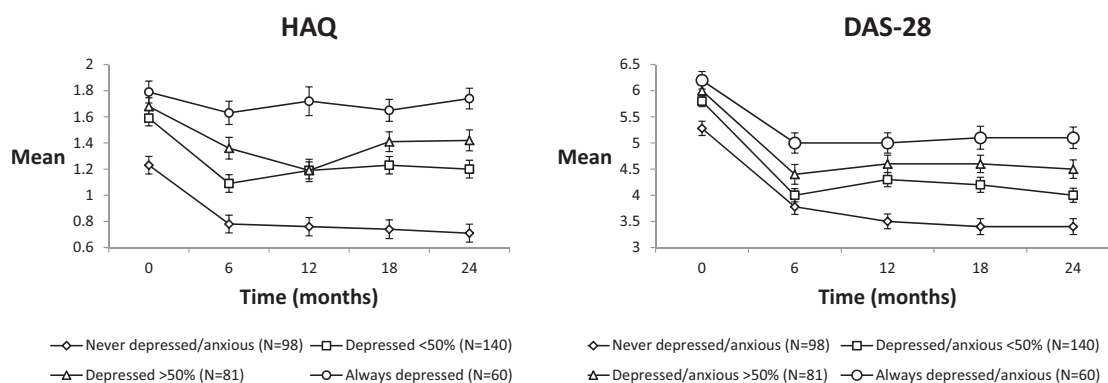 HAQ
2
1.8
1.6
1.4
Mean
1.2
1
0.8
0.6
0 6 12 18 24
Time (months)
Never depressed/anxious (N=98) Depressed <50% (N=140)
Depressed >50% (N=81) Always depressed (N=60)
DAS-28
6.5
6
5.5
5
Mean
4.5
4
3.5
3
0 6 12 18 24
Time (months)
Never depressed/anxious (N=98) Depressed/anxious <50% (N=140)
Depressed/anxious >50% (N=81) Always depressed/anxious (N=60)